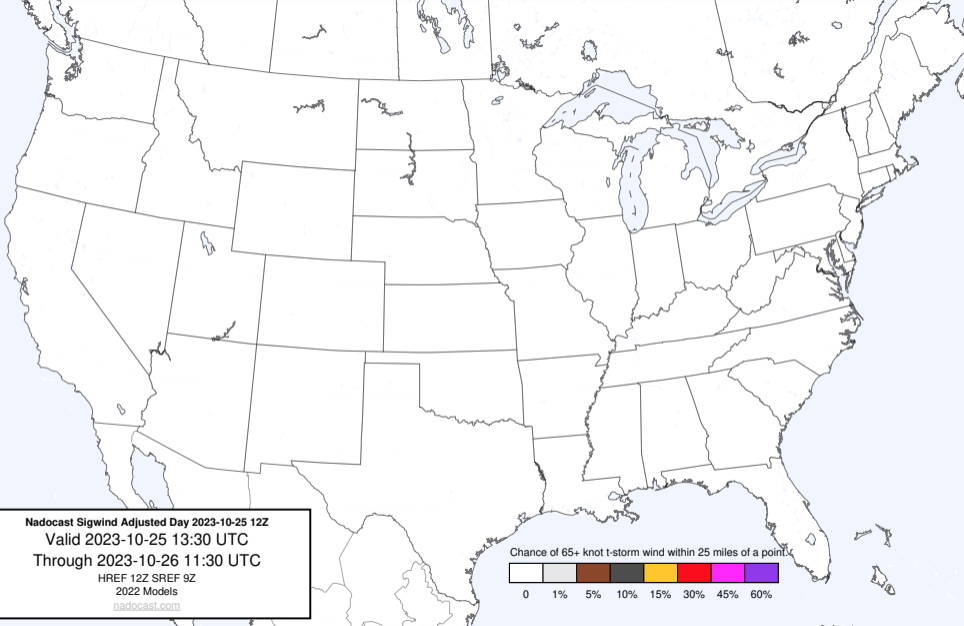 Nadocast Sigwind Adjusted Day 2023-10-25 12Z
Valid 2023-10-25 13:30 UTC
Through 2023-10-26 11:30 UTC
HREF 12Z SREF 9Z
2022 Models
nadocast.com
Chance of 65+ knot t-storm wind within 25 miles of a point.
0 1% 5% 10% 15% 30% 45% 60%